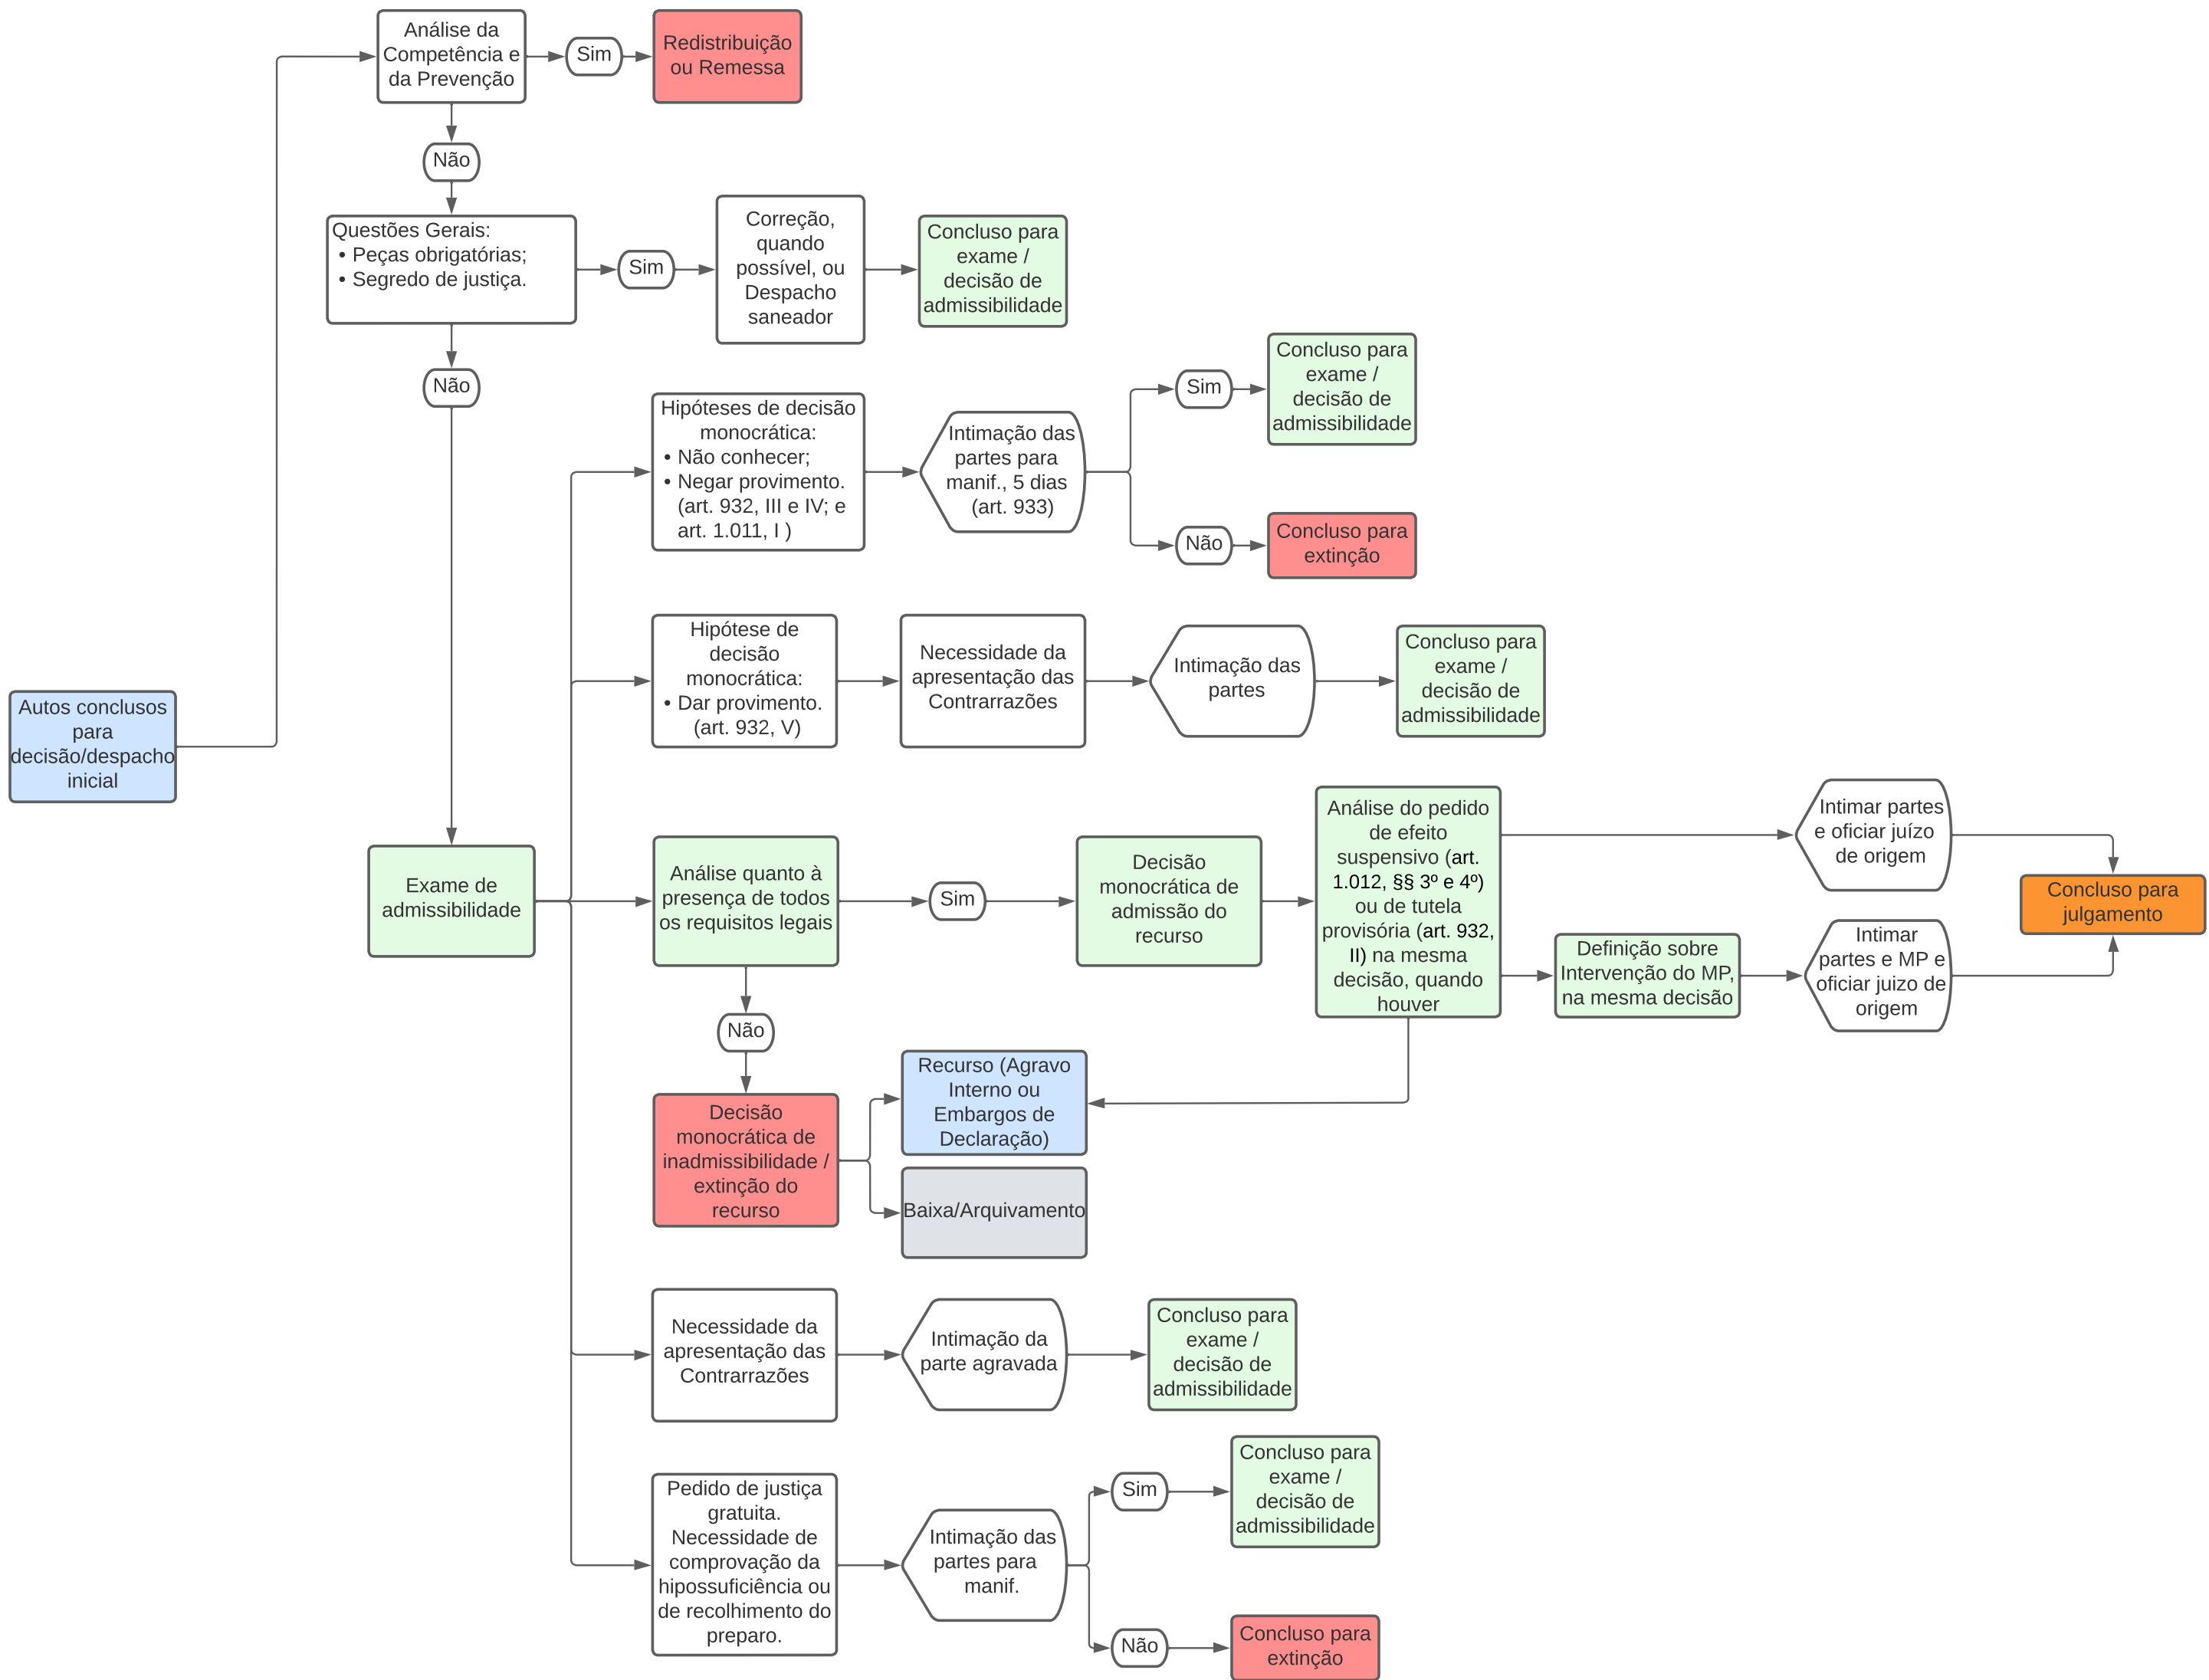 Análise da
Competência e
da Prevenção
Sim
Redistribuição
ou Remessa
Não
Questões Gerais:
• Peças obrigatórias;
• Segredo de justiça.
Sim
Correção,
quando
possível, ou
Despacho
saneador
Concluso para
exame /
decisão de
admissibilidade
Não
Hipóteses de decisão
monocrática:
• Não conhecer;
• Negar provimento.
(art. 932, III e IV; e
art. 1.011, I )
Intimação das
partes para
manif., 5 dias
(art. 933)
Sim
Concluso para
exame /
decisão de
admissibilidade
Não
Concluso para
extinção
Hipótese de
decisão
monocrática:
• Dar provimento.
(art. 932, V)
Necessidade da
apresentação das
Contrarrazões
Intimação das
partes
Concluso para
exame /
decisão de
admissibilidade
Autos conclusos
para
decisão/despacho
inicial
Exame de
admissibilidade
Análise quanto à
presença de todos
os requisitos legais
Sim
Decisão
monocrática de
admissão do
recurso
Análise do pedido
de efeito
suspensivo (art.
1.012, §§ 3º e 4º)
ou de tutela
provisória (art. 932,
II) na mesma
decisão, quando
houver
Intimar partes
e oficiar juízo
de origem
Concluso para
julgamento
Definição sobre
Intervenção do MP,
na mesma decisão
Intimar
partes e MP e
oficiar juizo de
origem
Não
Decisão
monocrática de
inadmissibilidade /
extinção do
recurso
Recurso (Agravo
Interno ou
Embargos de
Declaração)
Baixa/Arquivamento
Necessidade da
apresentação das
Contrarrazões
Intimação da
parte agravada
Concluso para
exame /
decisão de
admissibilidade
Pedido de justiça
gratuita.
Necessidade de
comprovação da
hipossuficiência ou
de recolhimento do
preparo.
Intimação das
partes para
manif.
Sim
Concluso para
exame /
decisão de
admissibilidade
Não
Concluso para
extinção